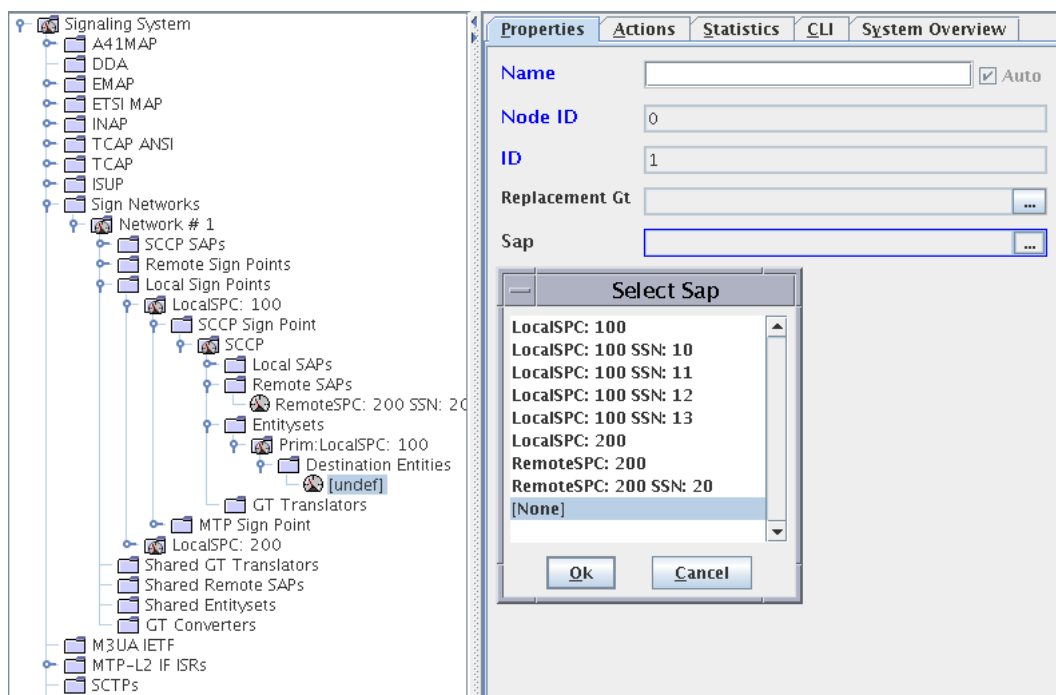 Signaling System
A41MAP
DDA
EMAP
ETSI MAP
INAP
TCAP ANSI
TCAP
ISUP
Sign Networks
Network # 1
SCCP SAPs
Remote Sign Points
Local Sign Points
LocalSPC: 100
SCCP Sign Point
SCCP
Local SAPs
Remote SAPs
RemoteSPC: 200 SSN: 20
Entitysets
Prim:LocalSPC: 100
Destination Entities
[undef]
GT Translators
MTP Sign Point
LocalSPC: 200
Shared GT Translators
Shared Remote SAPs
Shared Entitysets
GT Converters
M3UA IETF
MTP-L2 IF ISRs
SCTPs
Properties Actions Statistics CLI System Overview
Name Auto
Node ID 0
ID 1
Replacement Gt ...
Sap ...
Select Sap
LocalSPC: 100
LocalSPC: 100 SSN: 10
LocalSPC: 100 SSN: 11
LocalSPC: 100 SSN: 12
LocalSPC: 100 SSN: 13
LocalSPC: 200
RemoteSPC: 200
RemoteSPC: 200 SSN: 20
[None]
Ok Cancel